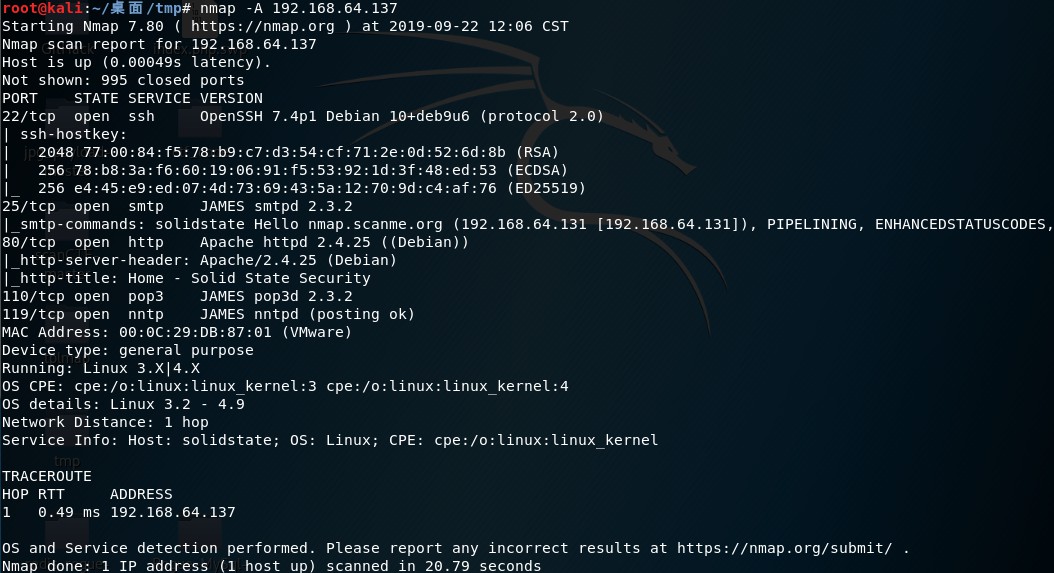 root@kali:~/桌面/tmp# nmap -A 192.168.64.137
Starting Nmap 7.80 ( https://nmap.org ) at 2019-09-22 12:06 CST
Nmap scan report for 192.168.64.137
Host is up (0.00049s latency).
Not shown: 995 closed ports
PORT    STATE SERVICE VERSION
22/tcp  open  ssh     OpenSSH 7.4p1 Debian 10+deb9u6 (protocol 2.0)
| ssh-hostkey:
|   2048 77:00:84:f5:78:b9:c7:d3:54:cf:71:2e:0d:52:6d:8b (RSA)
|   256 78:b8:3a:f6:60:19:06:91:f5:53:92:1d:3f:48:ed:53 (ECDSA)
|_  256 e4:45:e9:ed:07:4d:73:69:43:5a:12:70:9d:c4:af:76 (ED25519)
25/tcp  open  smtp    JAMES smtpd 2.3.2
|_smtp-commands: solidstate Hello nmap.scanme.org (192.168.64.131 [192.168.64.131]), PIPELINING, ENHANCEDSTATUSCODES,
80/tcp  open  http    Apache httpd 2.4.25 ((Debian))
|_http-server-header: Apache/2.4.25 (Debian)
|_http-title: Home - Solid State Security
110/tcp open  pop3    JAMES pop3d 2.3.2
119/tcp open  nntp    JAMES nntpd (posting ok)
MAC Address: 00:0C:29:DB:87:01 (VMware)
Device type: general purpose
Running: Linux 3.X|4.X
OS CPE: cpe:/o:linux:linux_kernel:3 cpe:/o:linux:linux_kernel:4
OS details: Linux 3.2 - 4.9
Network Distance: 1 hop
Service Info: Host: solidstate; OS: Linux; CPE: cpe:/o:linux:linux_kernel
tmp
TRACEROUTE
HOP RTT     ADDRESS
1   0.49 ms 192.168.64.137
OS and Service detection performed. Please report any incorrect results at https://nmap.org/submit/ .
Nmap done: 1 IP address (1 host up) scanned in 20.79 seconds